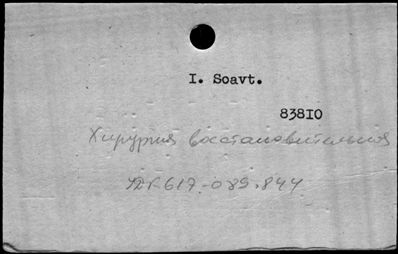 I. Soavt.
83810
Хирургия восстановительная
УДК 617-089.844